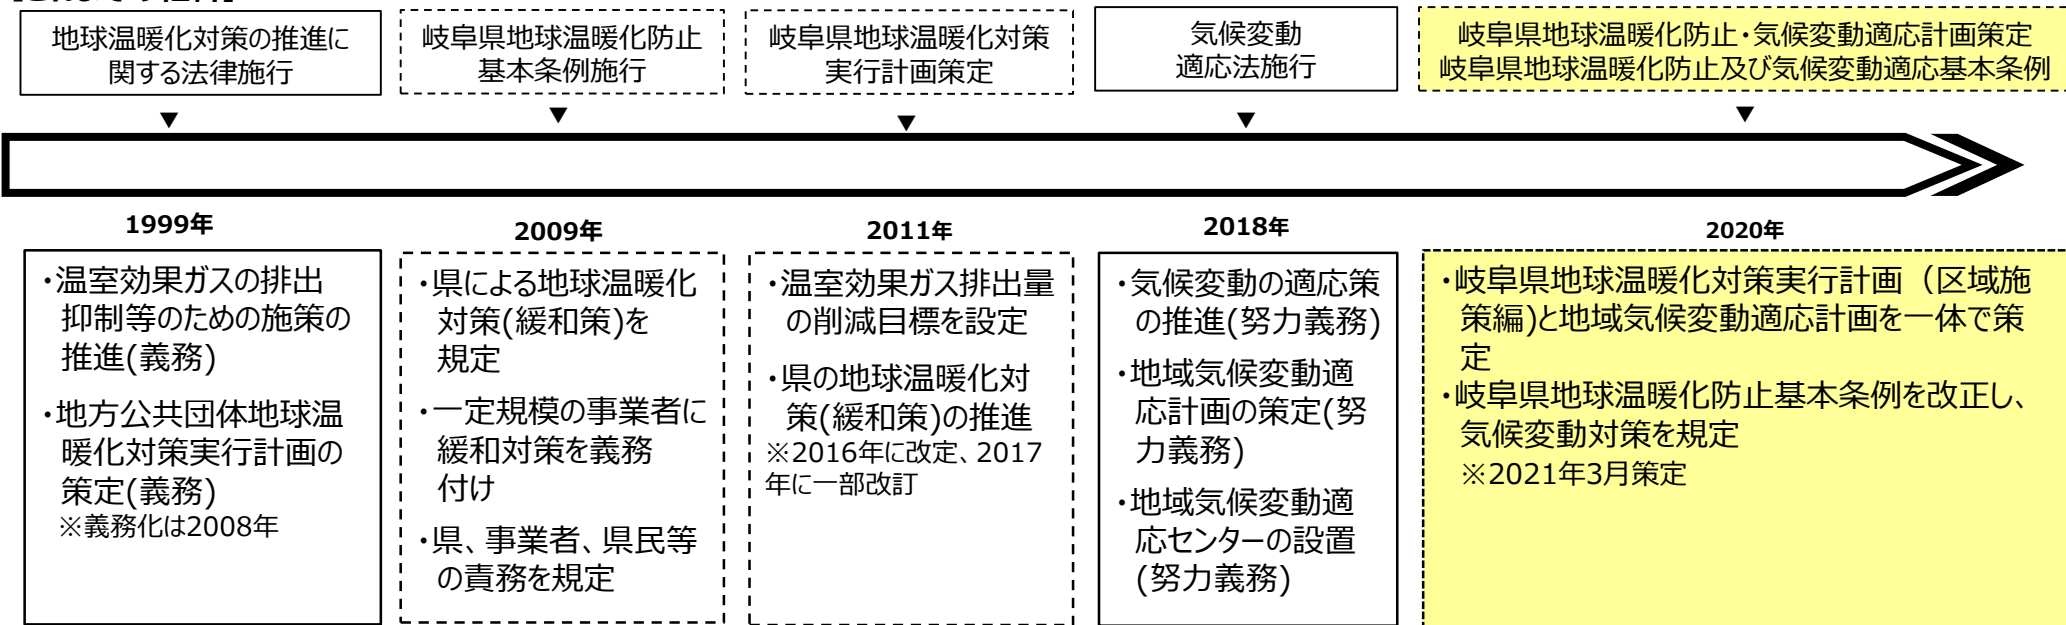 地球温暖化対策の推進に
関する法律施行
岐阜県地球温暖化防止
基本条例施行
岐阜県地球温暖化対策
実行計画策定
気候変動
適応法施行
岐阜県地球温暖化防止・気候変動適応計画策定
岐阜県地球温暖化防止及び気候変動適応基本条例
▼
▼
▼
▼
▼
1999年
・温室効果ガスの排出
抑制等のための施策の
推進(義務)
・地方公共団体地球温
暖化対策実行計画の
策定(義務)
※義務化は2008年
2009年
・県による地球温暖化
対策(緩和策)を
規定
・一定規模の事業者に
緩和対策を義務
付け
・県、事業者、県民等
の責務を規定
2011年
・温室効果ガス排出量
の削減目標を設定
・県の地球温暖化対
策(緩和策)の推進
※2016年に改定、2017
年に一部改訂
2018年
・気候変動の適応策
の推進(努力義務)
・地域気候変動適
応計画の策定(努
力義務)
・地域気候変動適
応センターの設置
(努力義務)
2020年
・岐阜県地球温暖化対策実行計画（区域施
策編)と地域気候変動適応計画を一体で策
定
・岐阜県地球温暖化防止基本条例を改正し、
気候変動対策を規定
※2021年3月策定